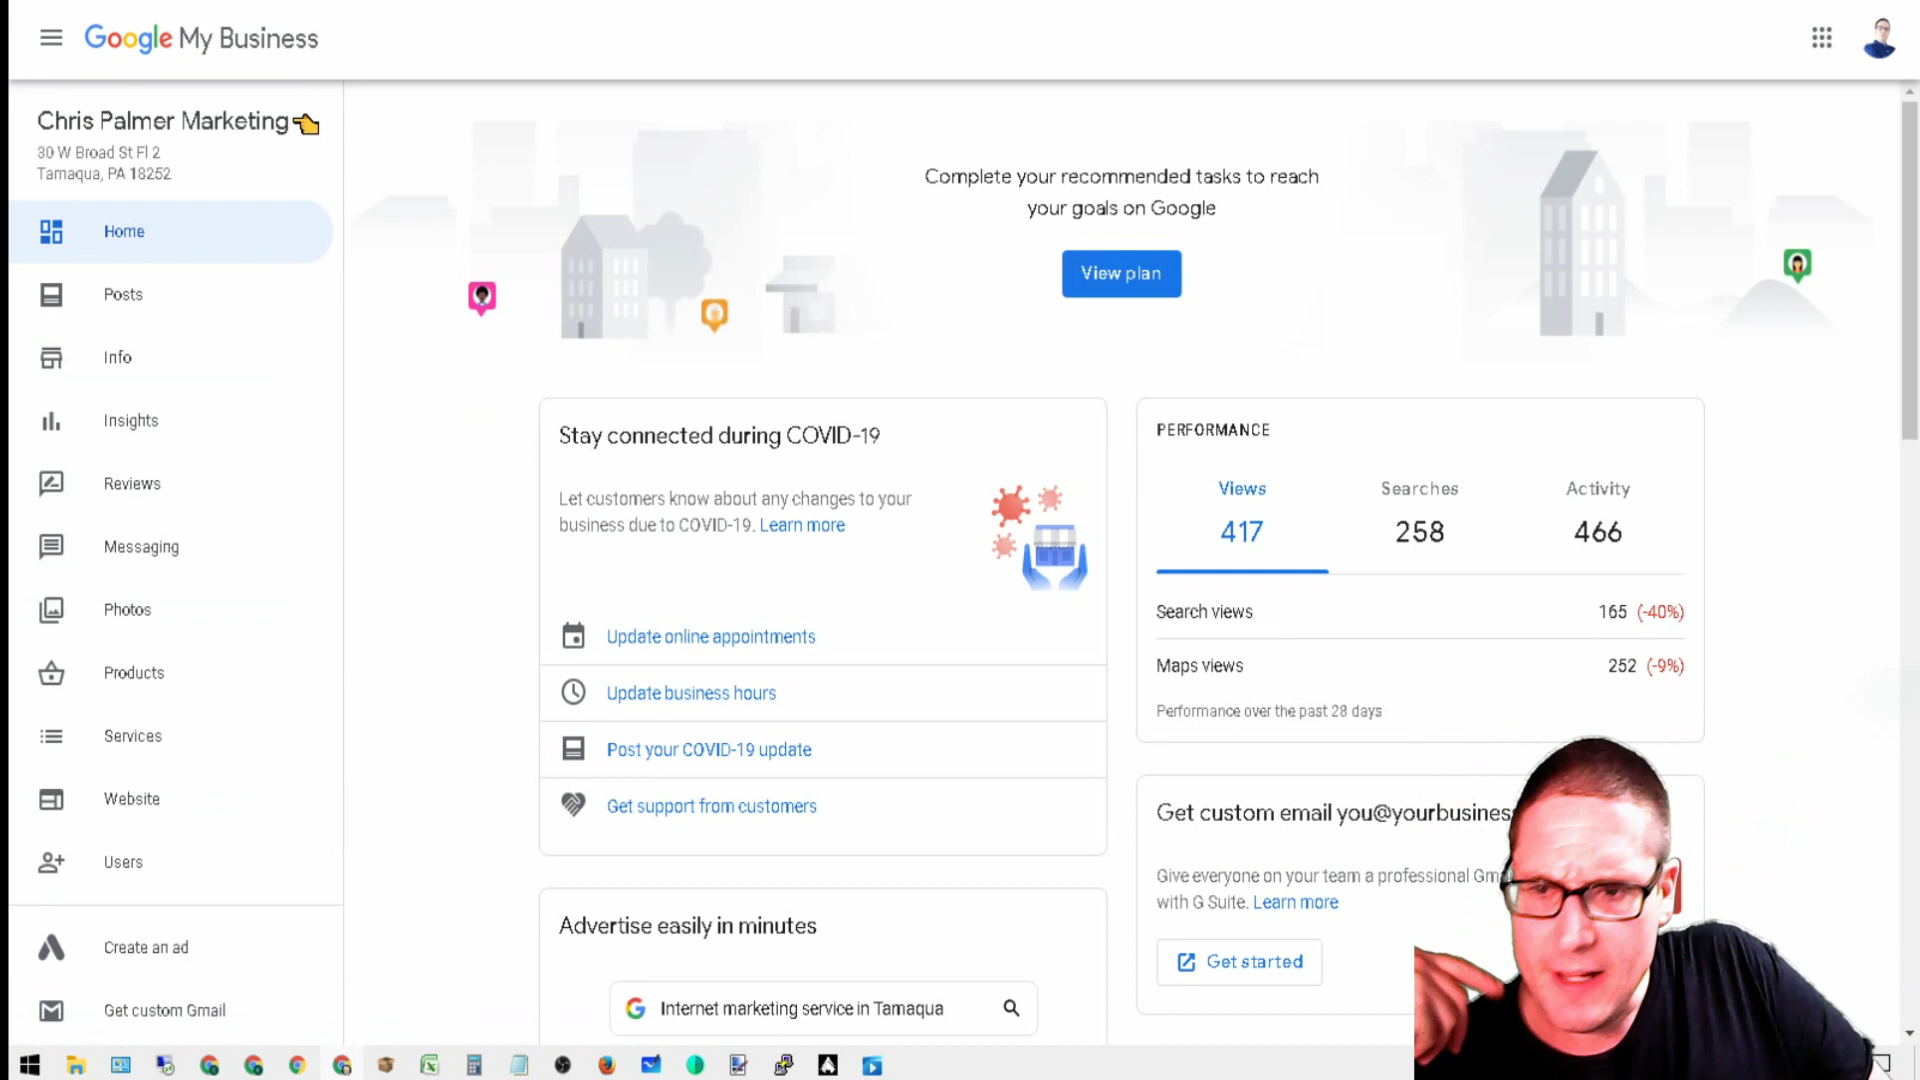 Google My Business
Chris Palmer Marketing
30 W Broad St Fl 2
Tamaqua, PA 18252
Home
Posts
Info
Insights
Reviews
Messaging
Photos
Products
Services
Website
Users
Create an ad
Get custom Gmail
Complete your recommended tasks to reach
your goals on Google
View plan
Stay connected during COVID-19
Let customers know about any changes to your
business due to COVID-19. Learn more
Update online appointments
Update business hours
Post your COVID-19 update
Get support from customers
Advertise easily in minutes
Internet marketing service in Tamaqua
PERFORMANCE
Views
Searches
Activity
417
258
466
Search views 165 (-40%)
Maps views 252 (-9%)
Performance over the past 28 days
Get custom email you@yourbusines
Give everyone on your team a professional Gm
with G Suite. Learn more
Get started